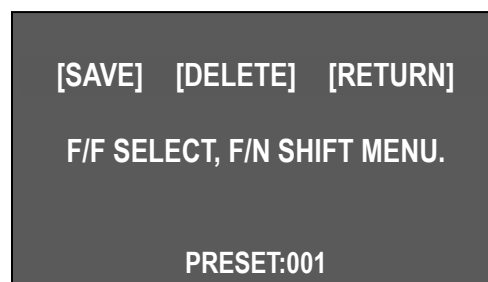 [SAVE] [DELETE] [RETURN]
F/F SELECT, F/N SHIFT MENU.
PRESET:001